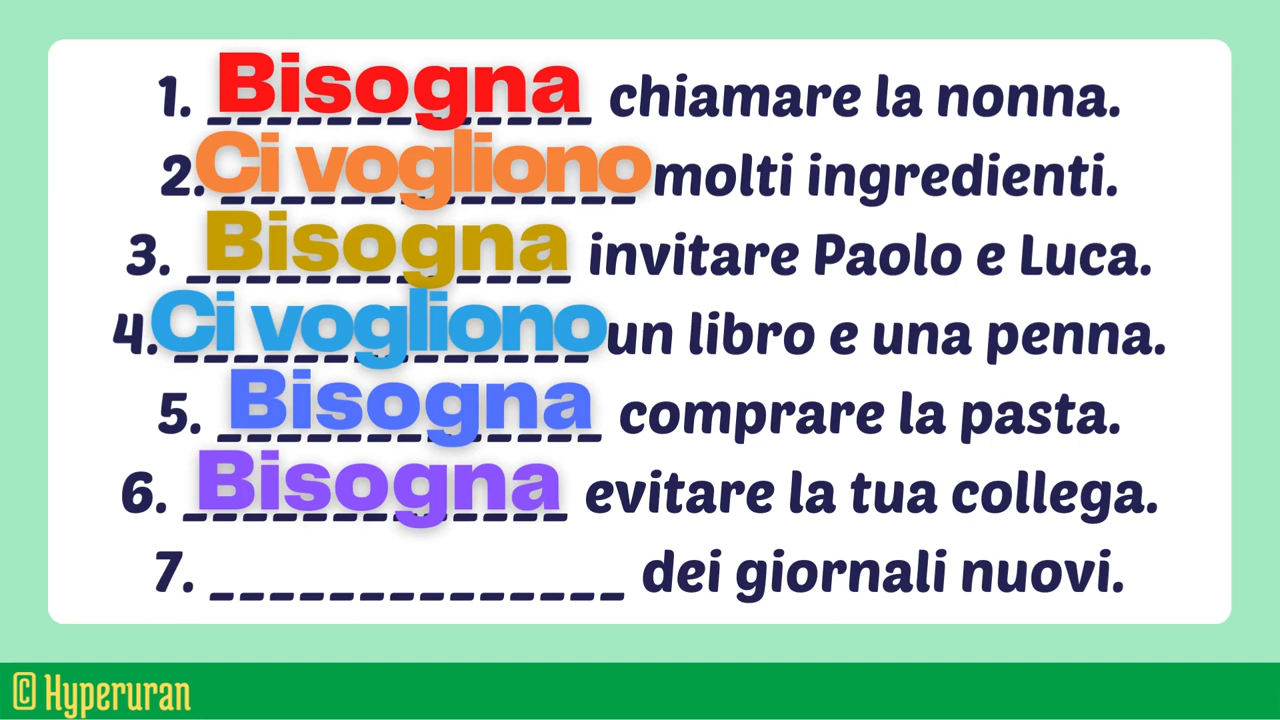 1. Bisogna chiamare la nonna.
2. Ci vogliono molti ingredienti.
3. Bisogna invitare Paolo e Luca.
4. Ci vogliono un libro e una penna.
5. Bisogna comprare la pasta.
6. Bisogna evitare la tua collega.
7. ______________ dei giornali nuovi.
© Hyperuran